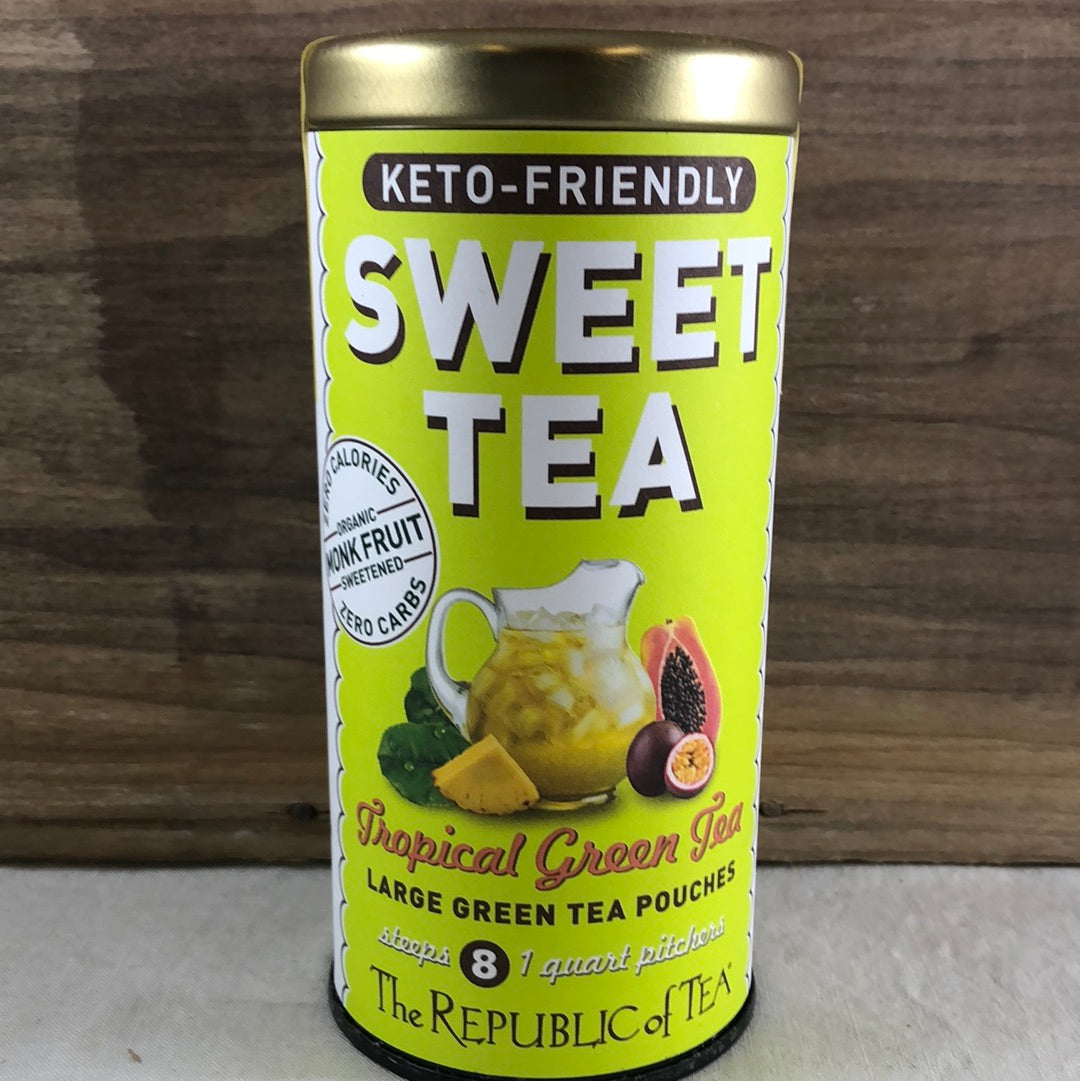 KETO-FRIENDLY
SWEET
TEA
ZERO CALORIES
ORGANIC
MONK FRUIT
SWEETENED
ZERO CARBS
Tropical Green Tea
LARGE GREEN TEA POUCHES
steeps 8 1 quart pitchers
The REPUBLIC of TEA®